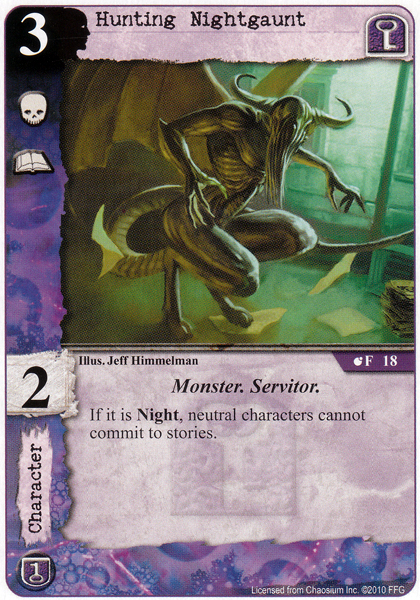 3
Hunting Nightgaunt
Illus. Jeff Himmelman
F 18
2
Monster. Servitor.
If it is Night, neutral characters cannot
commit to stories.
Character
1
Licensed from Chaosium Inc. ©2010 FFG